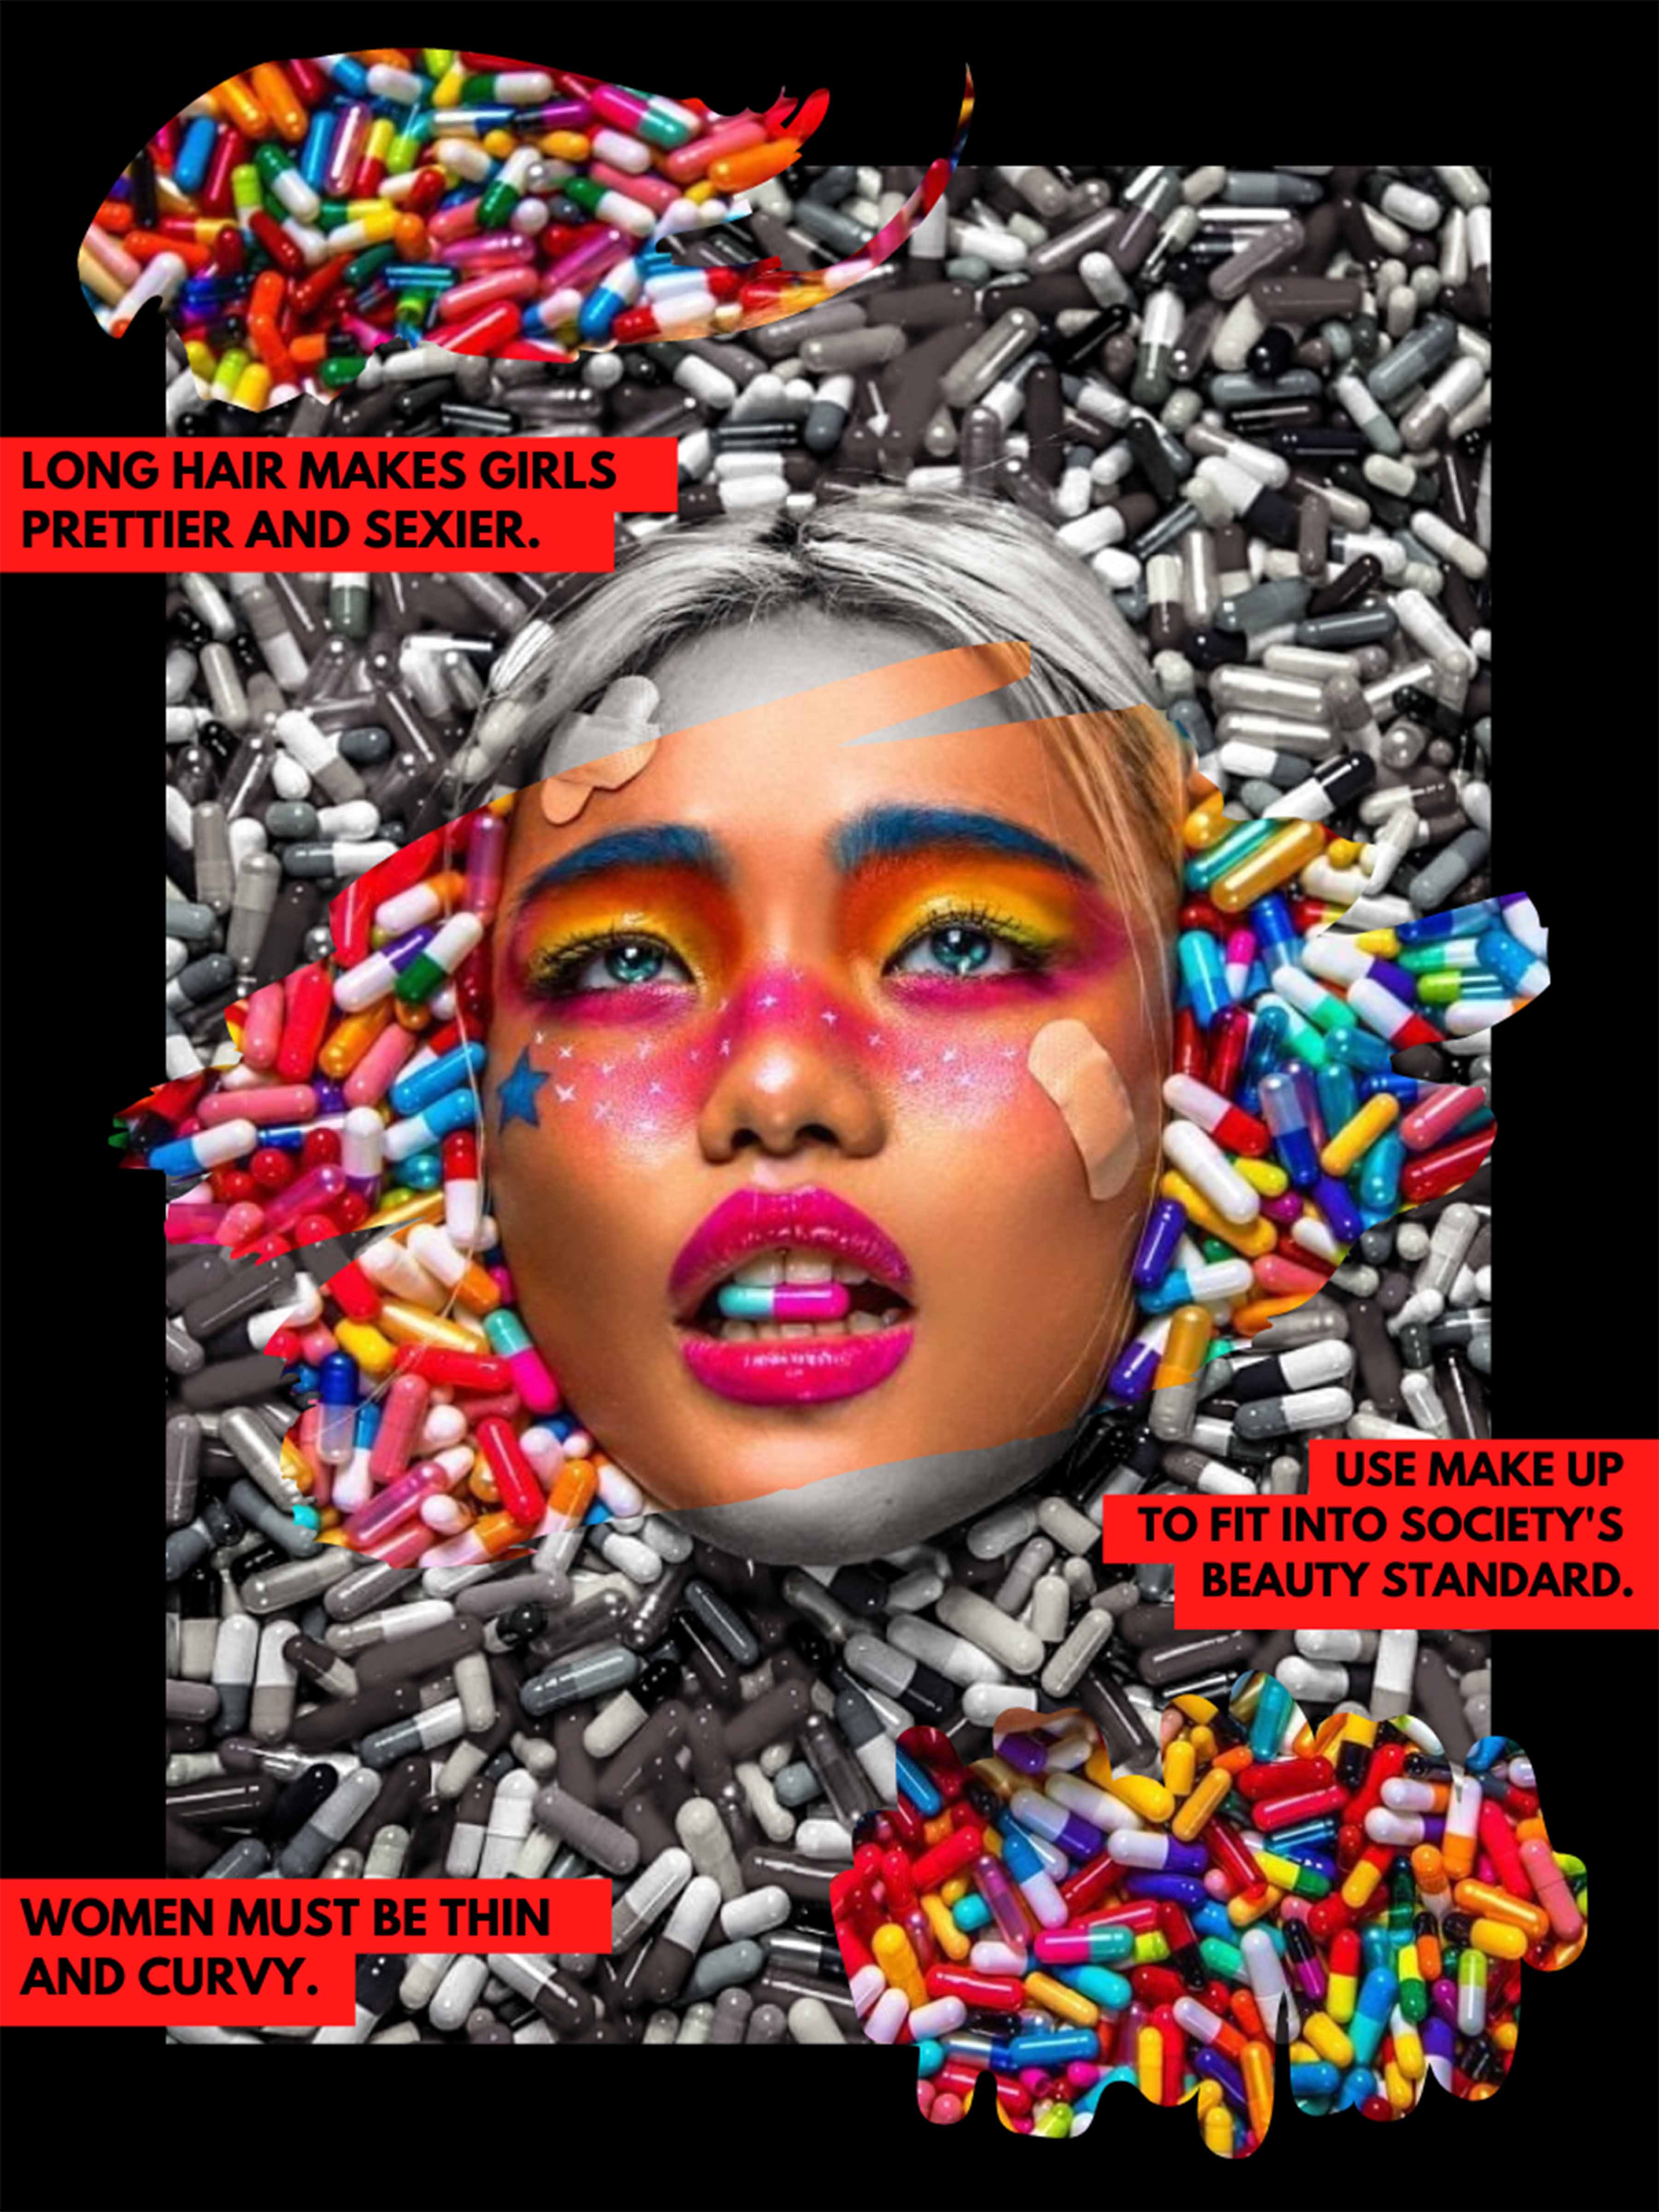 LONG HAIR MAKES GIRLS
PRETTIER AND SEXIER.
USE MAKE UP
TO FIT INTO SOCIETY'S
BEAUTY STANDARD.
WOMEN MUST BE THIN
AND CURVY.